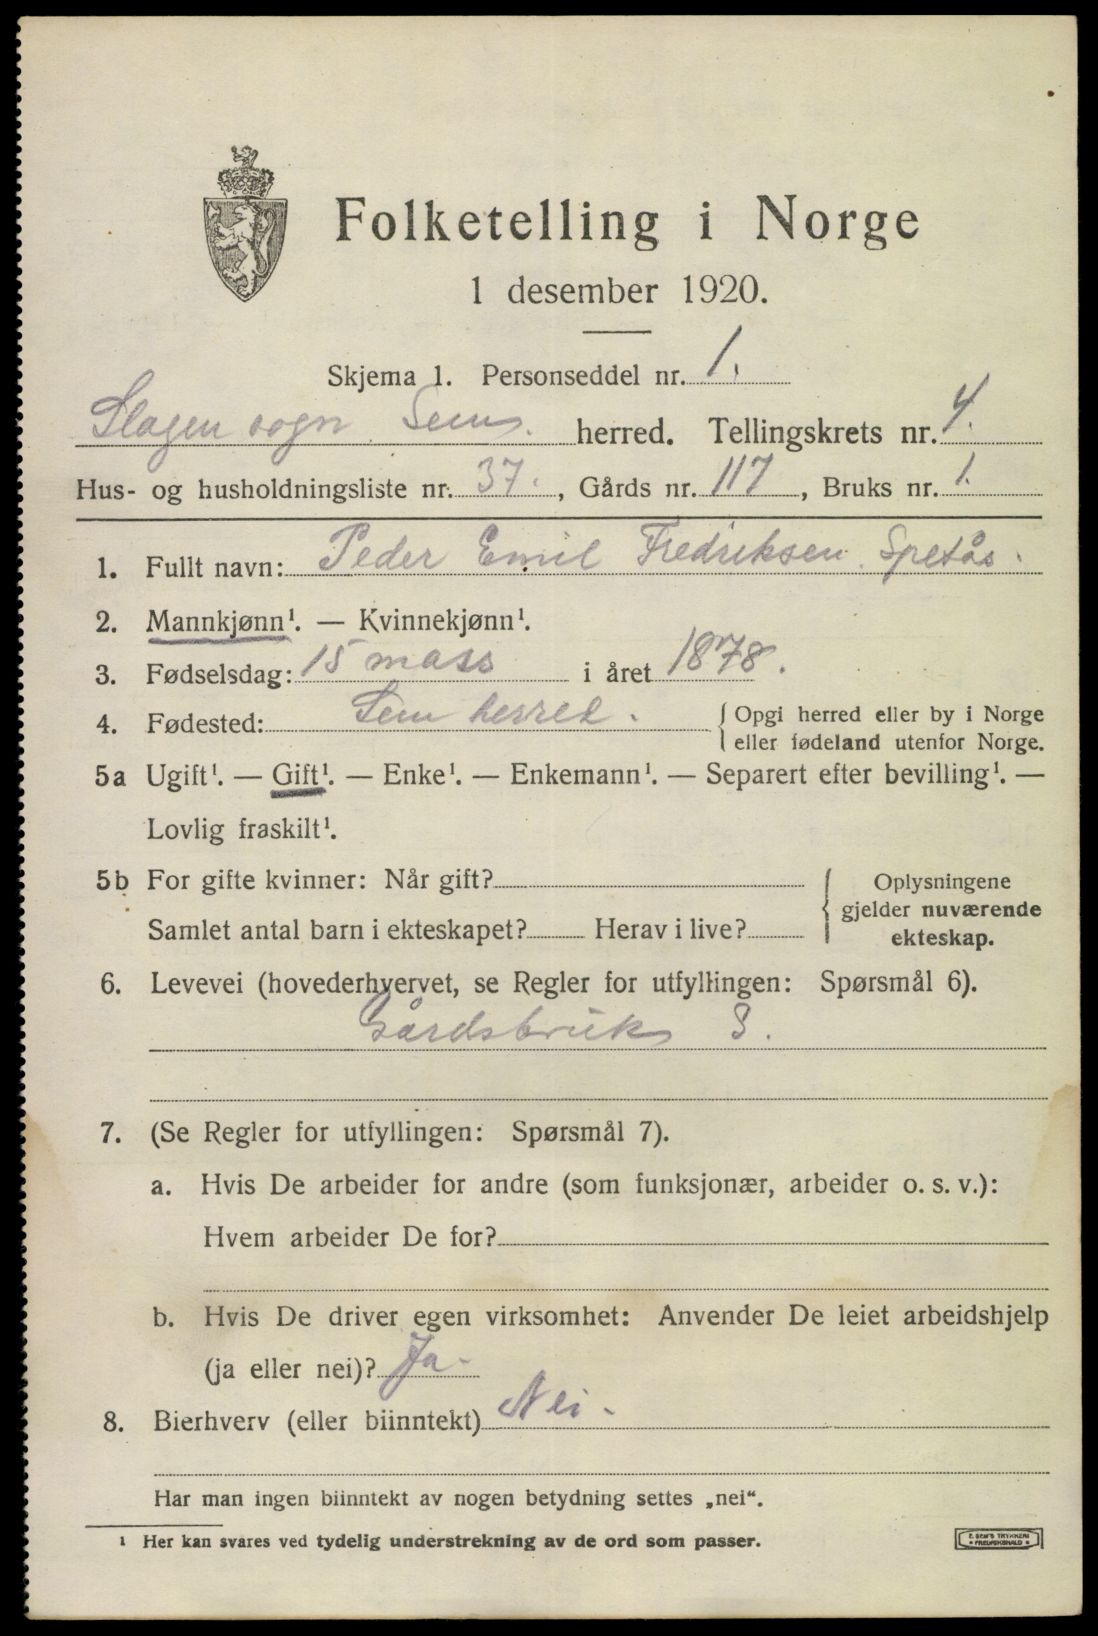 Folketelling i Norge
1 desember 1920.
Skjema 1. Personseddel nr. 1.
Slagen sogn Sem herred. Tellingskrets nr. 4.
Hus- og husholdningsliste nr. 37. , Gårds nr. 117 , Bruks nr. 1.
1. Fullt navn: Peder Emil Fredriksen Spetås.
2. Mannkjønn¹. — Kvinnekjønn¹.
3. Fødselsdag: 15 mass i året 1878.
4. Fødested: Sem herred. { Opgi herred eller by i Norge
eller fødeland utenfor Norge.
5a Ugift¹. — Gift¹. — Enke¹. — Enkemann¹. — Separert efter bevilling¹. —
Lovlig fraskilt¹.
5b For gifte kvinner: Når gift?
Samlet antal barn i ekteskapet? Herav i live?
{ Oplysningene
gjelder nuværende
ekteskap.
6. Levevei (hovederhvervet, se Regler for utfyllingen: Spørsmål 6).
Gårdsbruk S.
7. (Se Regler for utfyllingen: Spørsmål 7).
a. Hvis De arbeider for andre (som funksjonær, arbeider o. s. v.):
Hvem arbeider De for?
b. Hvis De driver egen virksomhet: Anvender De leiet arbeidshjelp
(ja eller nei)? Ja.
8. Bierhverv (eller biinntekt) Nei.
Har man ingen biinntekt av nogen betydning settes „nei“.
¹ Her kan svares ved tydelig understrekning av de ord som passer.
E. SEM'S TRYKKERI
FREDRIKSHALD